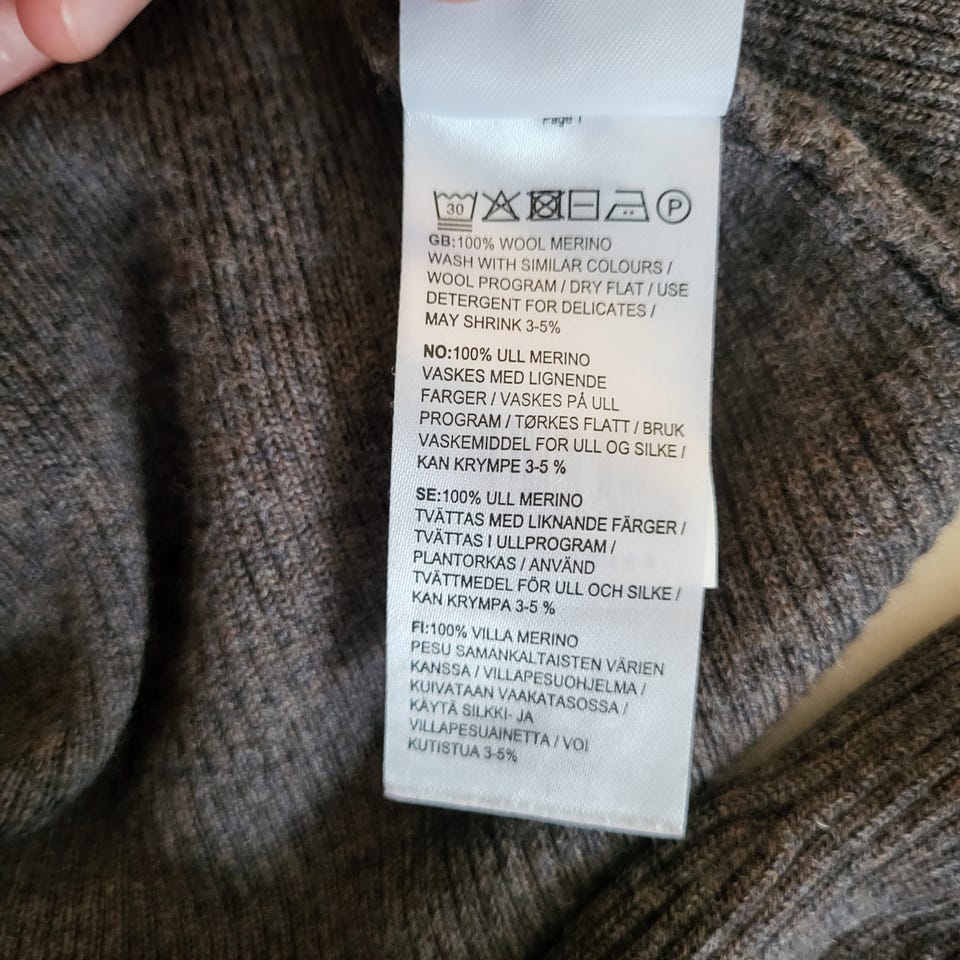 Page 1
30 P
GB:100% WOOL MERINO
WASH WITH SIMILAR COLOURS /
WOOL PROGRAM / DRY FLAT / USE
DETERGENT FOR DELICATES /
MAY SHRINK 3-5%
NO:100% ULL MERINO
VASKES MED LIGNENDE
FARGER / VASKES PÅ ULL
PROGRAM / TØRKES FLATT / BRUK
VASKEMIDDEL FOR ULL OG SILKE /
KAN KRYMPE 3-5 %
SE:100% ULL MERINO
TVÄTTAS MED LIKNANDE FÄRGER /
TVÄTTAS I ULLPROGRAM /
PLANTORKAS / ANVÄND
TVÄTTMEDEL FÖR ULL OCH SILKE /
KAN KRYMPA 3-5 %
FI:100% VILLA MERINO
PESU SAMANKALTAISTEN VÄRIEN
KANSSA / VILLAPESUOHJELMA /
KUIVATAAN VAAKATASOSSA /
KÄYTÄ SILKKI- JA
VILLAPESUAINETTA / VOI
KUTISTUA 3-5%